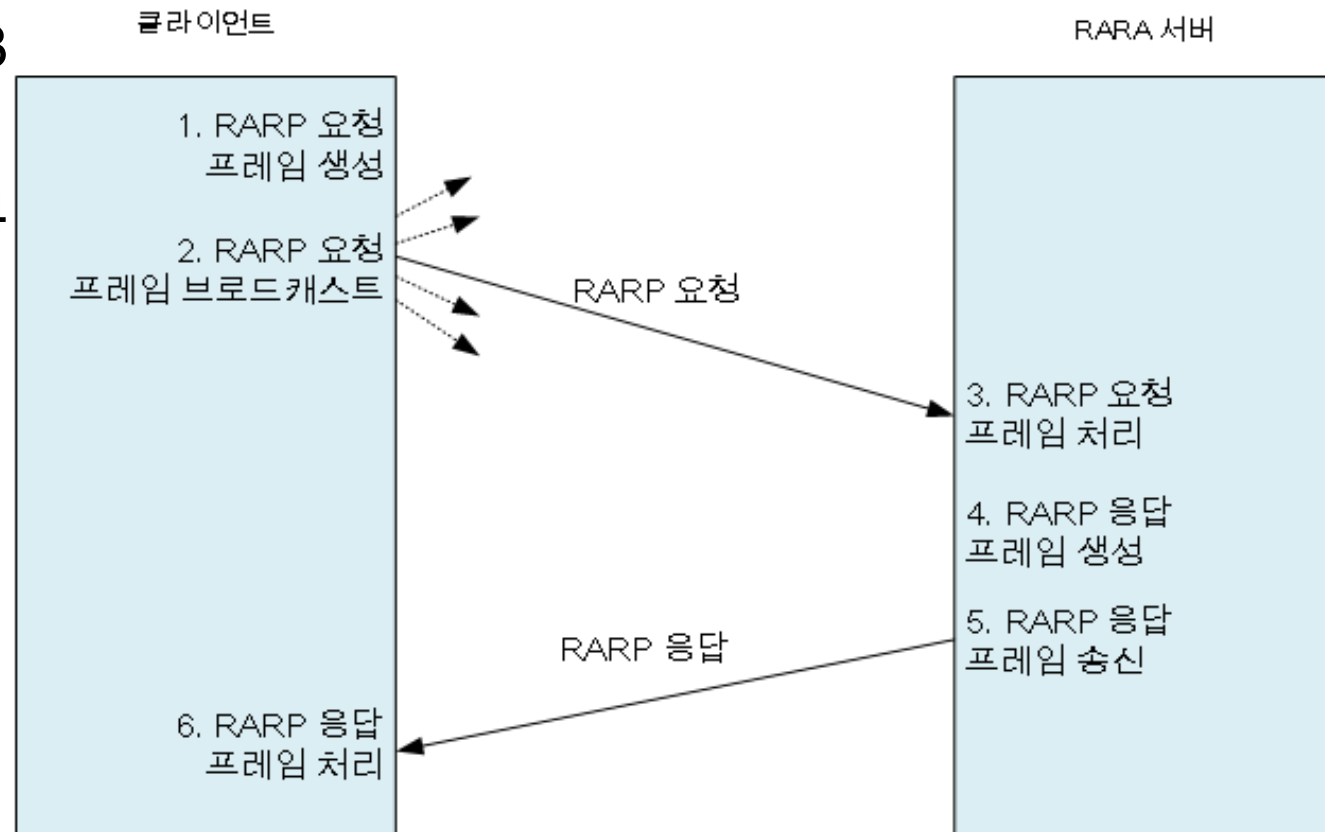 클라이언트
RARA 서버
1. RARP 요청
프레임 생성
2. RARP 요청
프레임 브로드캐스트
RARP 요청
3. RARP 요청
프레임 처리
4. RARP 응답
프레임 생성
5. RARP 응답
프레임 송신
RARP 응답
6. RARP 응답
프레임 처리